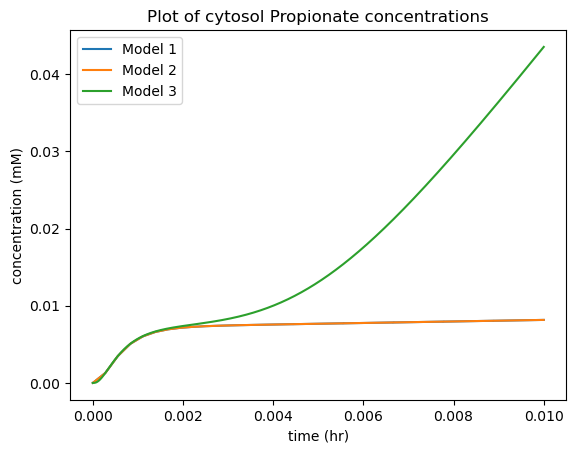 Plot of cytosol Propionate concentrations
Model 1
Model 2
Model 3
concentration (mM)
0.04
0.03
0.02
0.01
0.00
0.000
0.002
0.004
0.006
0.008
0.010
time (hr)